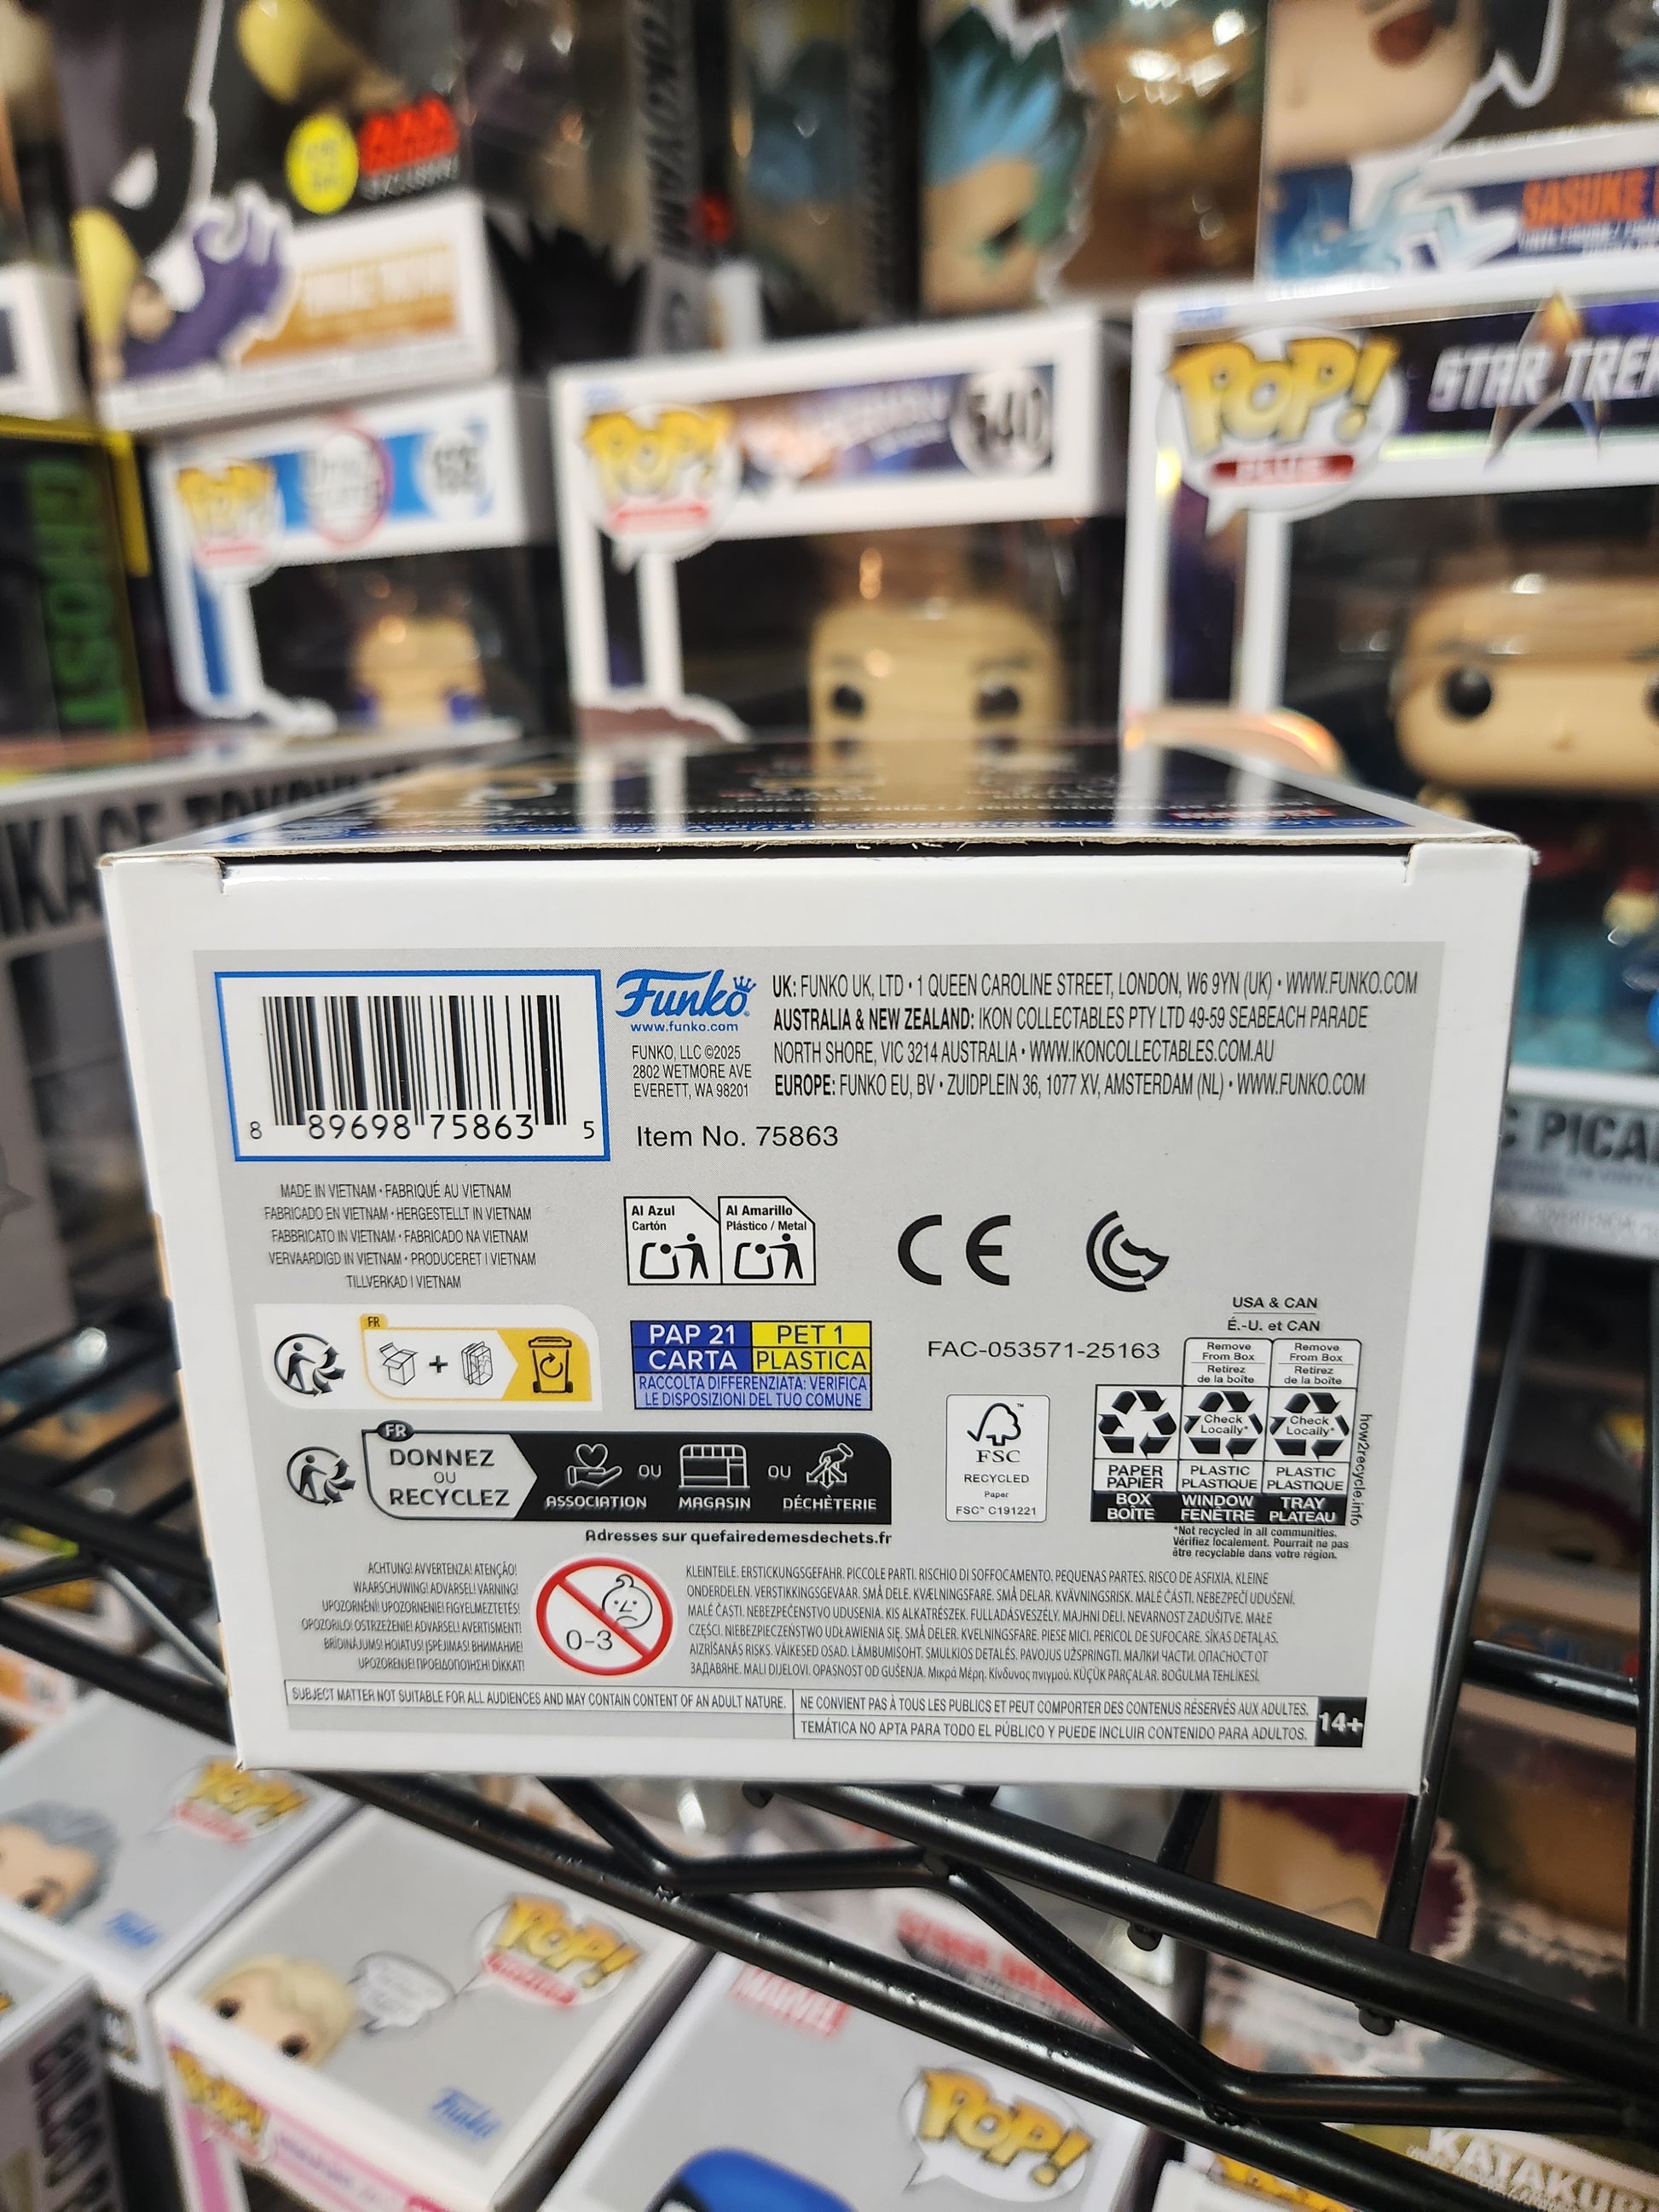 SASUKE
POP!
540
POP!
PLUS
STAR TREK
GHOST
IKAGE
PICA
Funko
www.funko.com
FUNKO, LLC ©2025
2802 WETMORE AVE
EVERETT, WA 98201
UK: FUNKO UK, LTD • 1 QUEEN CAROLINE STREET, LONDON, W6 9YN (UK) • WWW.FUNKO.COM
AUSTRALIA & NEW ZEALAND: IKON COLLECTABLES PTY LTD 49-59 SEABEACH PARADE
NORTH SHORE, VIC 3214 AUSTRALIA • WWW.IKONCOLLECTABLES.COM.AU
EUROPE: FUNKO EU, BV • ZUIDPLEIN 36, 1077 XV, AMSTERDAM (NL) • WWW.FUNKO.COM
8 89698 75863 5
Item No. 75863
MADE IN VIETNAM • FABRIQUÉ AU VIETNAM
FABRICADO EN VIETNAM • HERGESTELLT IN VIETNAM
FABBRICATO IN VIETNAM • FABRICADO NA VIETNAM
VERVAARDIGD IN VIETNAM • PRODUCERET I VIETNAM
TILLVERKAD I VIETNAM
Al Azul
Cartón
Al Amarillo
Plástico / Metal
CE
FR
+
PAP 21
PET 1
CARTA
PLASTICA
RACCOLTA DIFFERENZIATA: VERIFICA
LE DISPOSIZIONI DEL TUO COMUNE
FAC-053571-25163
USA & CAN
É.-U. et CAN
Remove
From Box
Retirez
de la boîte
Remove
From Box
Retirez
de la boîte
Check
Locally*
Check
Locally*
PAPER
PAPIER
BOX
BOÎTE
PLASTIC
PLASTIQUE
WINDOW
FENÊTRE
PLASTIC
PLASTIQUE
TRAY
PLATEAU
how2recycle.info
*Not recycled in all communities.
Vérifiez localement. Pourrait ne pas
être recyclable dans votre région.
FSC
RECYCLED
Paper
FSC™ C191221
FR
DONNEZ
OU
RECYCLEZ
ASSOCIATION
OU
MAGASIN
OU
DÉCHÈTERIE
Adresses sur quefairedemesdechets.fr
ACHTUNG! AVVERTENZA! ATENÇÃO!
WAARSCHUWING! ADVARSEL! VARNING!
UPOZORNĚNÍ! UPOZORNENIE! FIGYELMEZTETÉS!
OPOZORILO! OSTRZEŻENIE! ADVARSEL! AVERTISMENT!
BRĪDINĀJUMS! HOIATUS! ĮSPĖJIMAS! ВНИМАНИЕ!
UPOZORENJE! ΠΡΟΕΙΔΟΠΟΙΗΣΗ! DIKKAT!
0-3
KLEINTEILE. ERSTICKUNGSGEFAHR. PICCOLE PARTI. RISCHIO DI SOFFOCAMENTO. PEQUENAS PARTES. RISCO DE ASFIXIA. KLEINE
ONDERDELEN. VERSTIKKINGSGEVAAR. SMÅ DELE. KVÆLNINGSFARE. SMÅ DELAR. KVÄVNINGSRISK. MALÉ ČÁSTI. NEBEZPEČÍ UDUŠENÍ.
MALÉ ČASTI. NEBEZPEČENSTVO UDUSENIA. KIS ALKATRÉSZEK. FULLADÁSVESZÉLY. MAJHNI DELI. NEVARNOST ZADUŠITVE. MAŁE
CZĘŚCI. NIEBEZPIECZEŃSTWO UDŁAWIENIA SIĘ. SMÅ DELER. KVELNINGSFARE. PIESE MICI. PERICOL DE SUFOCARE. SĪKAS DETAĻAS.
AIZRĪŠANĀS RISKS. VÄIKESED OSAD. LÄMBUMISOHT. SMULKIOS DETALĖS. PAVOJUS UŽSPRINGTI. МАЛКИ ЧАСТИ. ОПАСНОСТ ОТ
ЗАДАВЯНЕ. MALI DIJELOVI. OPASNOST OD GUŠENJA. Μικρά Μέρη. Κίνδυνος πνιγμού. KÜÇÜK PARÇALAR. BOĞULMA TEHLİKESİ.
SUBJECT MATTER NOT SUITABLE FOR ALL AUDIENCES AND MAY CONTAIN CONTENT OF AN ADULT NATURE.
NE CONVIENT PAS À TOUS LES PUBLICS ET PEUT COMPORTER DES CONTENUS RÉSERVÉS AUX ADULTES.
TEMÁTICA NO APTA PARA TODO EL PÚBLICO Y PUEDE INCLUIR CONTENIDO PARA ADULTOS.
14+
POP!
Funko
POP!
Funko
MARVEL
POP!
POP!
KATAKURI